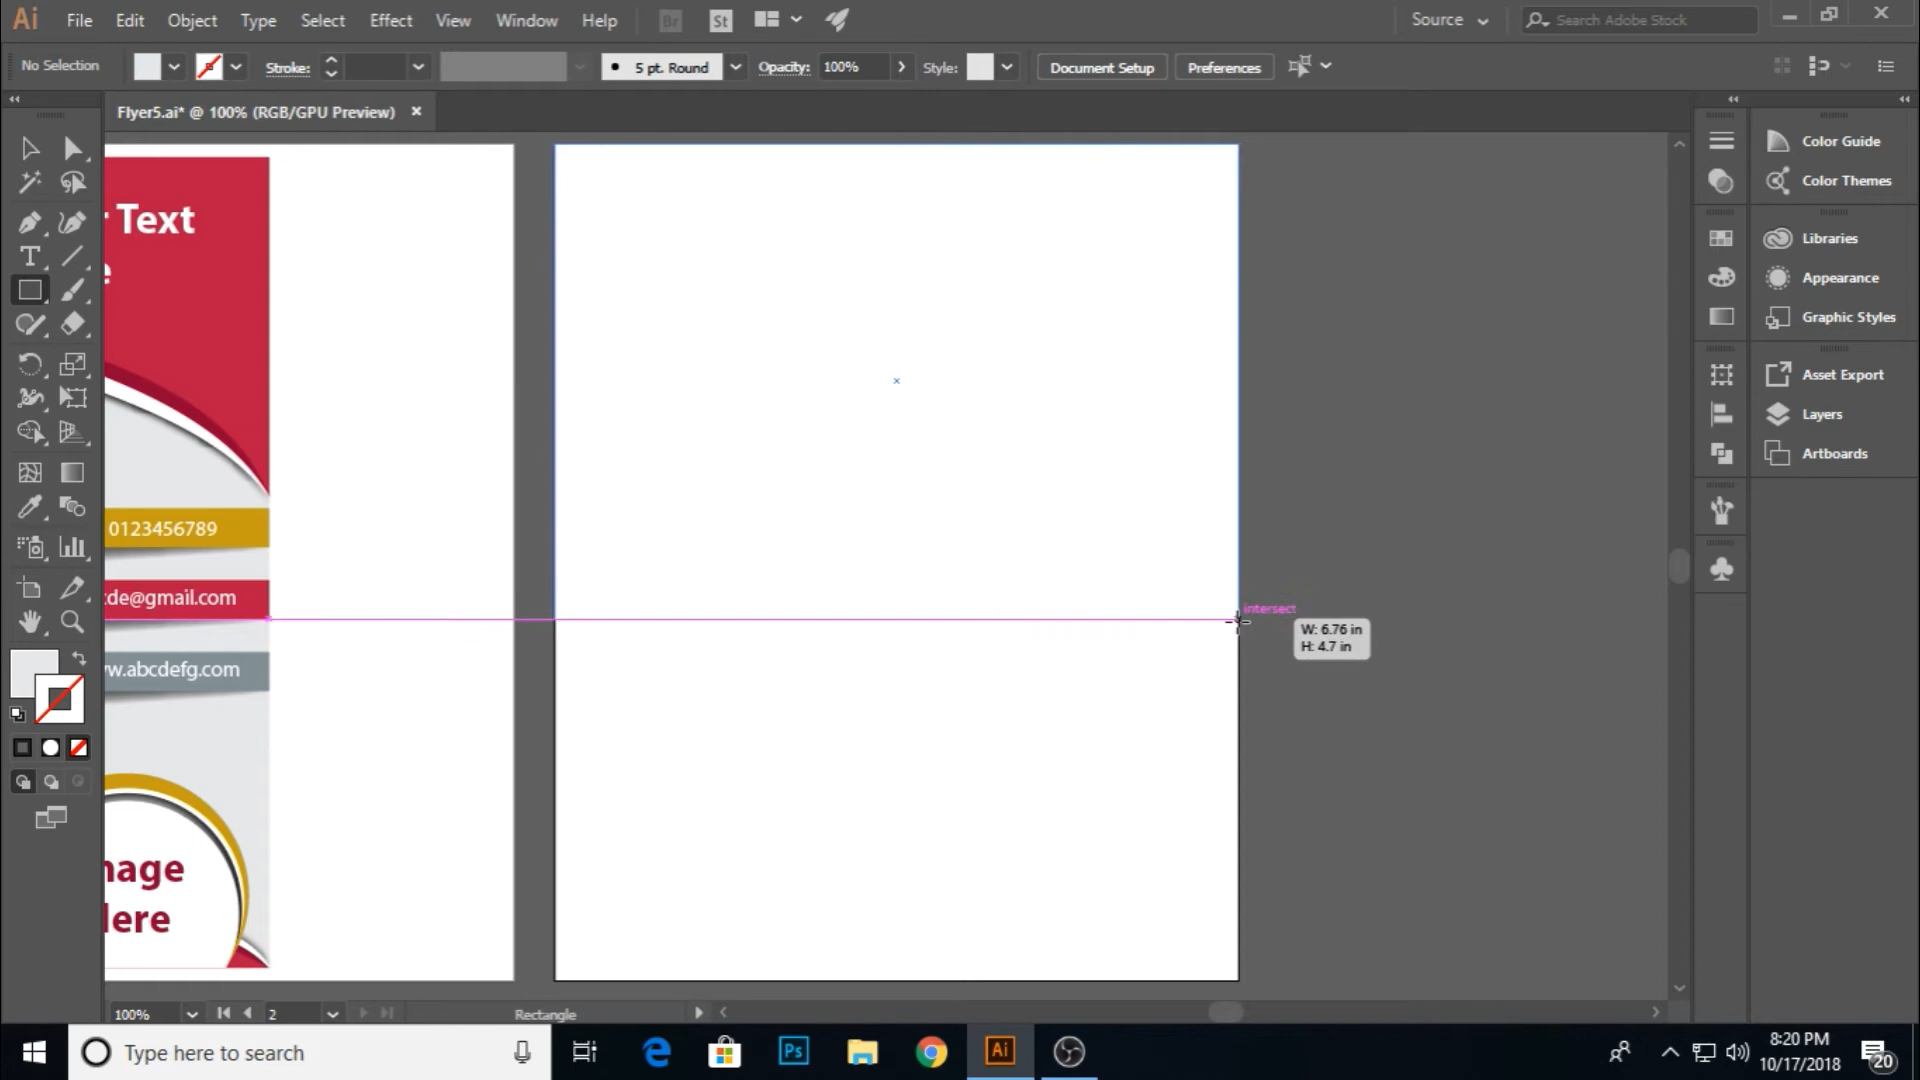 Ai File Edit Object Type Select Effect View Window Help Br St Source Search Adobe Stock
No Selection Stroke: 5 pt. Round Opacity: 100% Style: Document Setup Preferences
Flyer5.ai* @ 100% (RGB/GPU Preview)
Color Guide
Color Themes
Libraries
Appearance
Graphic Styles
Asset Export
Layers
Artboards
Text
0123456789
cde@gmail.com
w.abcdefg.com
intersect
W: 6.76 in
H: 4.7 in
100% 2 Rectangle
Type here to search
Ps
Ai
8:20 PM
10/17/2018
20